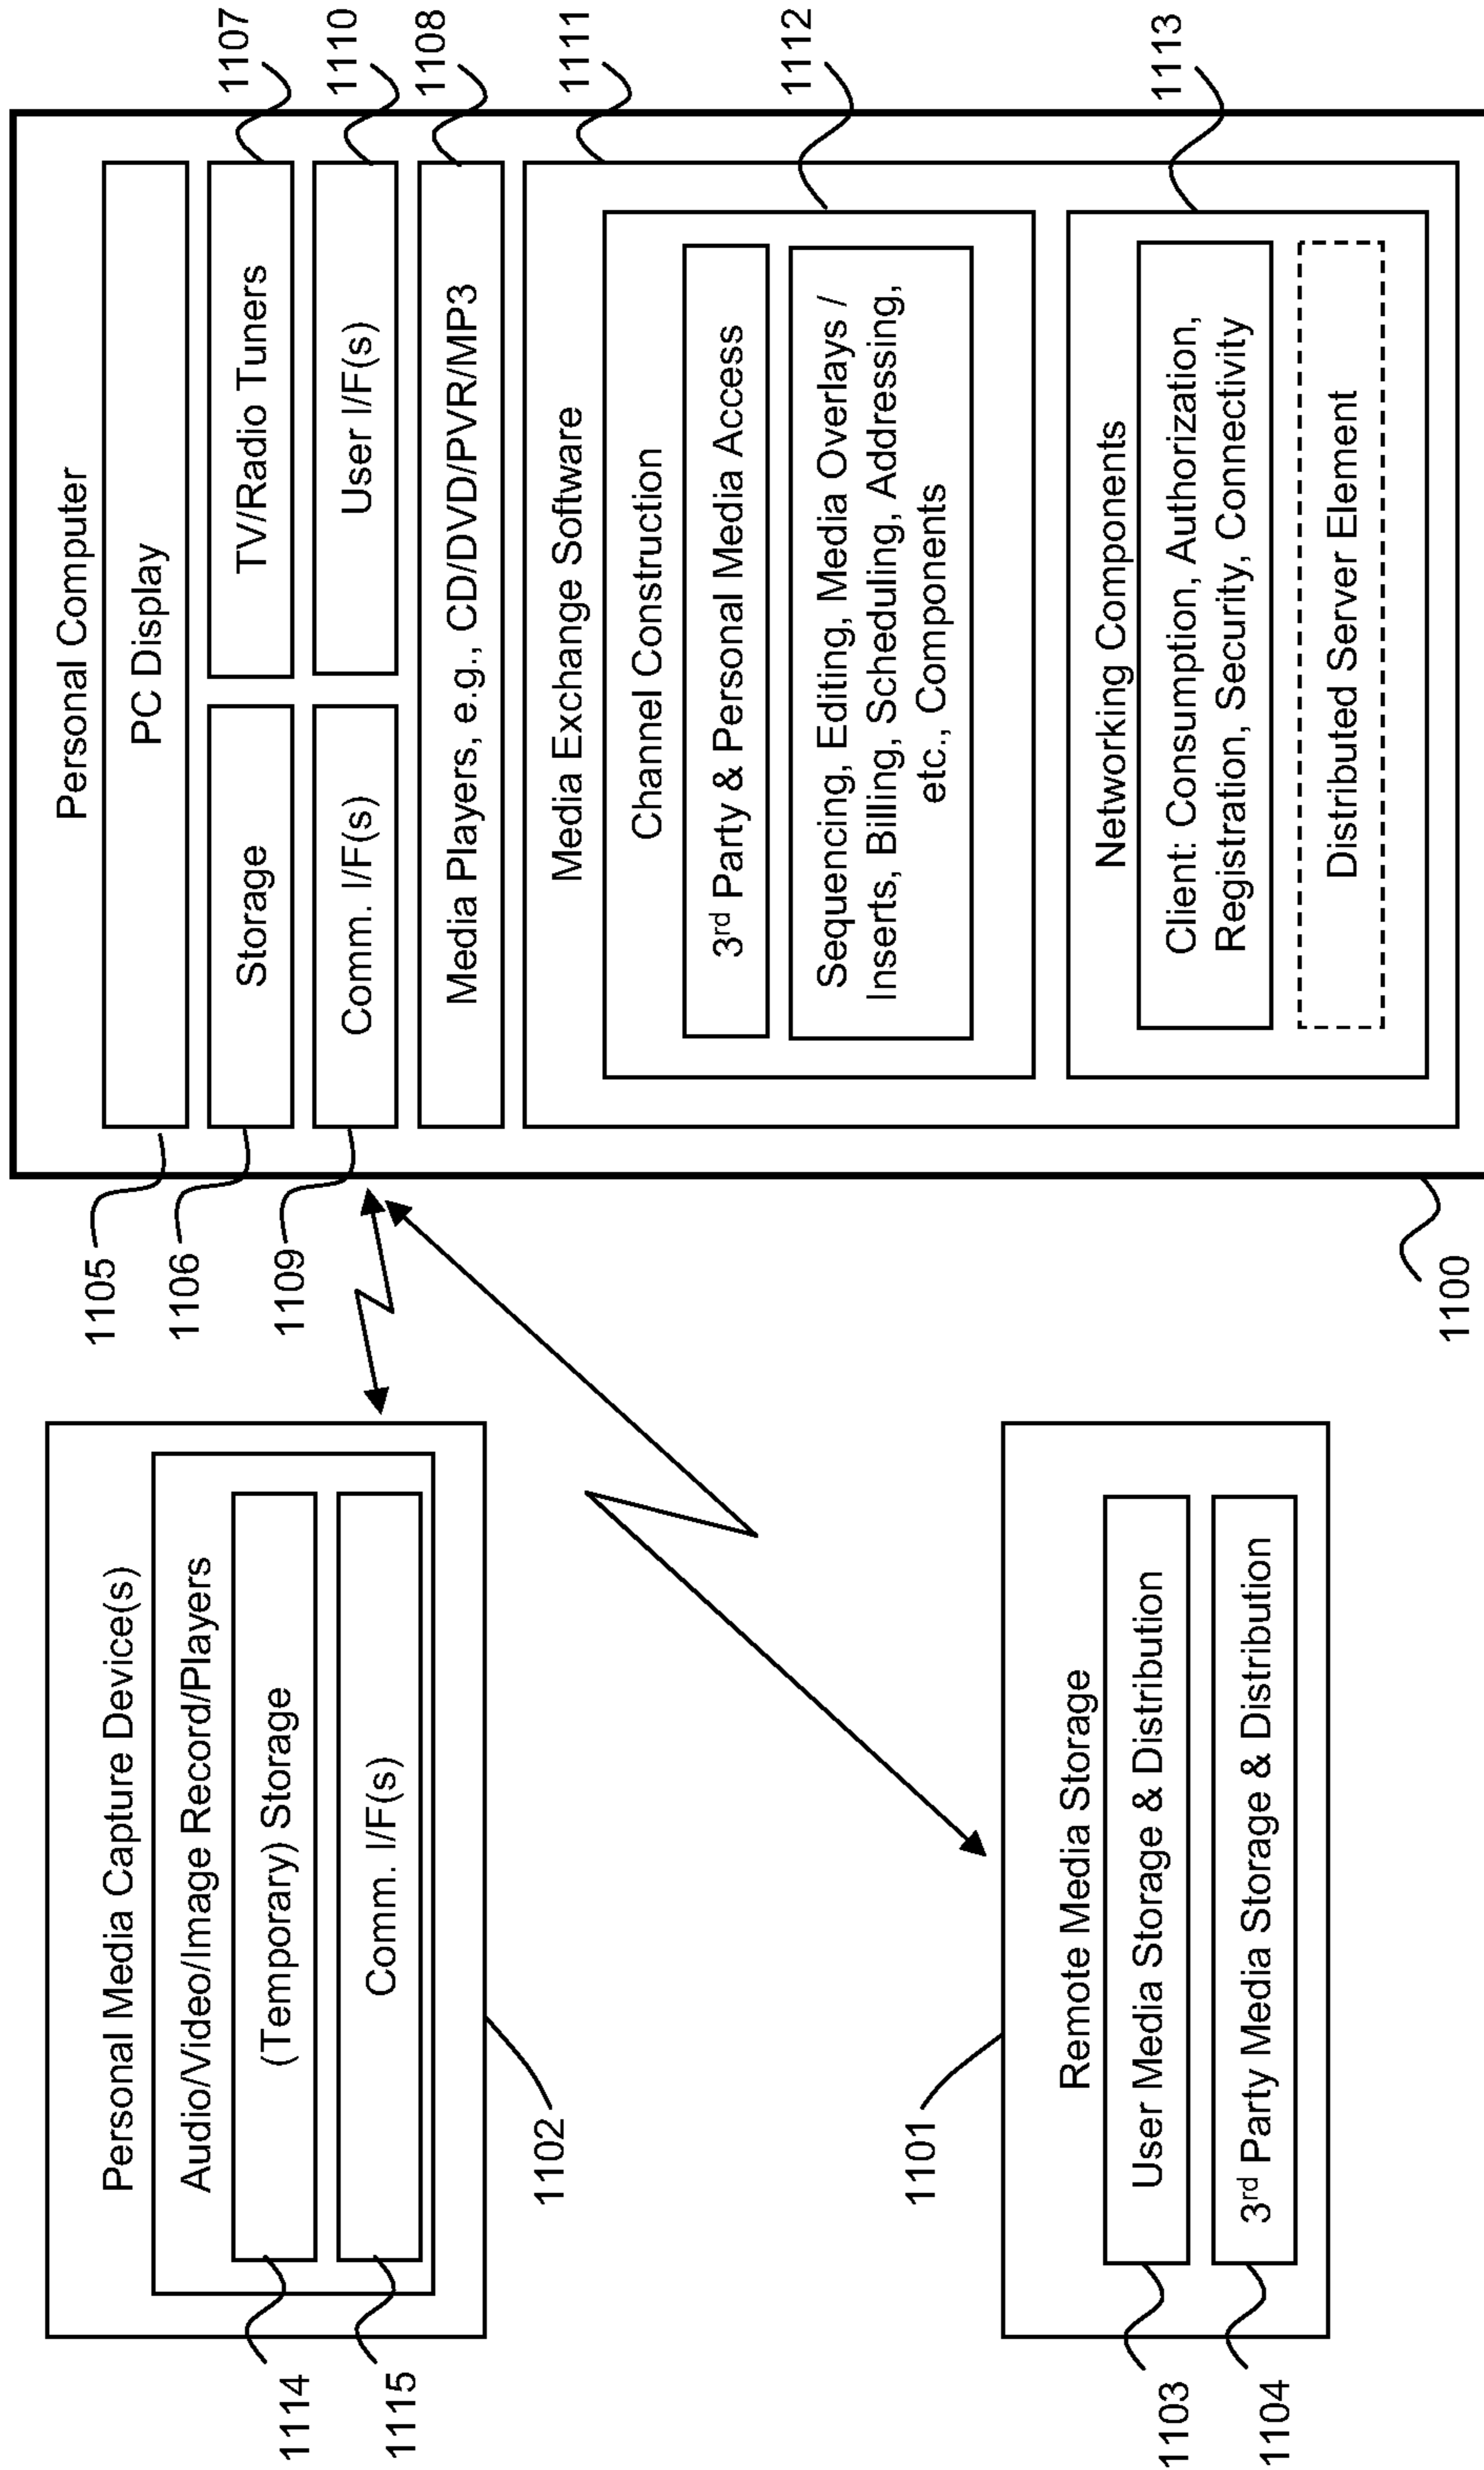 Personal Media Capture Device(s)
Audio/Video/Image Record/Players
(Temporary) Storage
Comm. I/F(s)
1114
1115
1102
Remote Media Storage
User Media Storage & Distribution
3rd Party Media Storage & Distribution
1101
1103
1104
Personal Computer
PC Display
Storage
TV/Radio Tuners
Comm. I/F(s)
User I/F(s)
Media Players, e.g., CD/DVD/PVR/MP3
Media Exchange Software
Channel Construction
3rd Party & Personal Media Access
Sequencing, Editing, Media Overlays /
Inserts, Billing, Scheduling, Addressing,
etc., Components
Networking Components
Client: Consumption, Authorization,
Registration, Security, Connectivity
Distributed Server Element
1105
1106
1109
1100
1107
1110
1108
1111
1112
1113